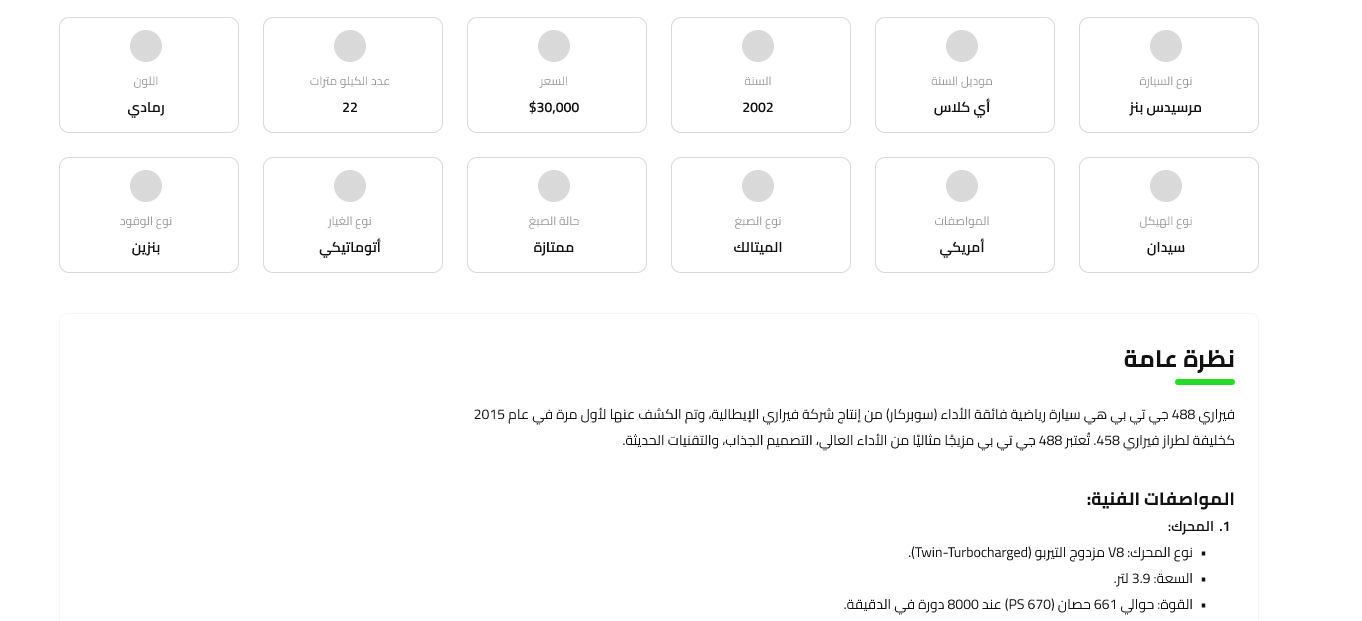 نوع السيارة
مرسيدس بنز
موديل السنة
أي كلاس
السنة
2002
السعر
$30,000
عدد الكيلو مترات
22
اللون
رمادي
نوع الهيكل
سيدان
المواصفات
أمريكي
نوع الصبغ
الميتالك
حالة الصبغ
ممتازة
نوع الغيار
أتوماتيكي
نوع الوقود
بنزين
نظرة عامة
فيراري 488 جي تي بي هي سيارة رياضية فائقة الأداء (سوبركار) من إنتاج شركة فيراري الإيطالية، وتم الكشف عنها لأول مرة في عام 2015
كخليفة لطراز فيراري 458. تُعتبر 488 جي تي بي مزيجًا مثاليًا من الأداء العالي، التصميم الجذاب، والتقنيات الحديثة.
المواصفات الفنية:
1. المحرك:
▪ نوع المحرك: V8 مزدوج التيربو (Twin-Turbocharged).
▪ السعة: 3.9 لتر.
▪ القوة: حوالي 661 حصان (670 PS) عند 8000 دورة في الدقيقة.